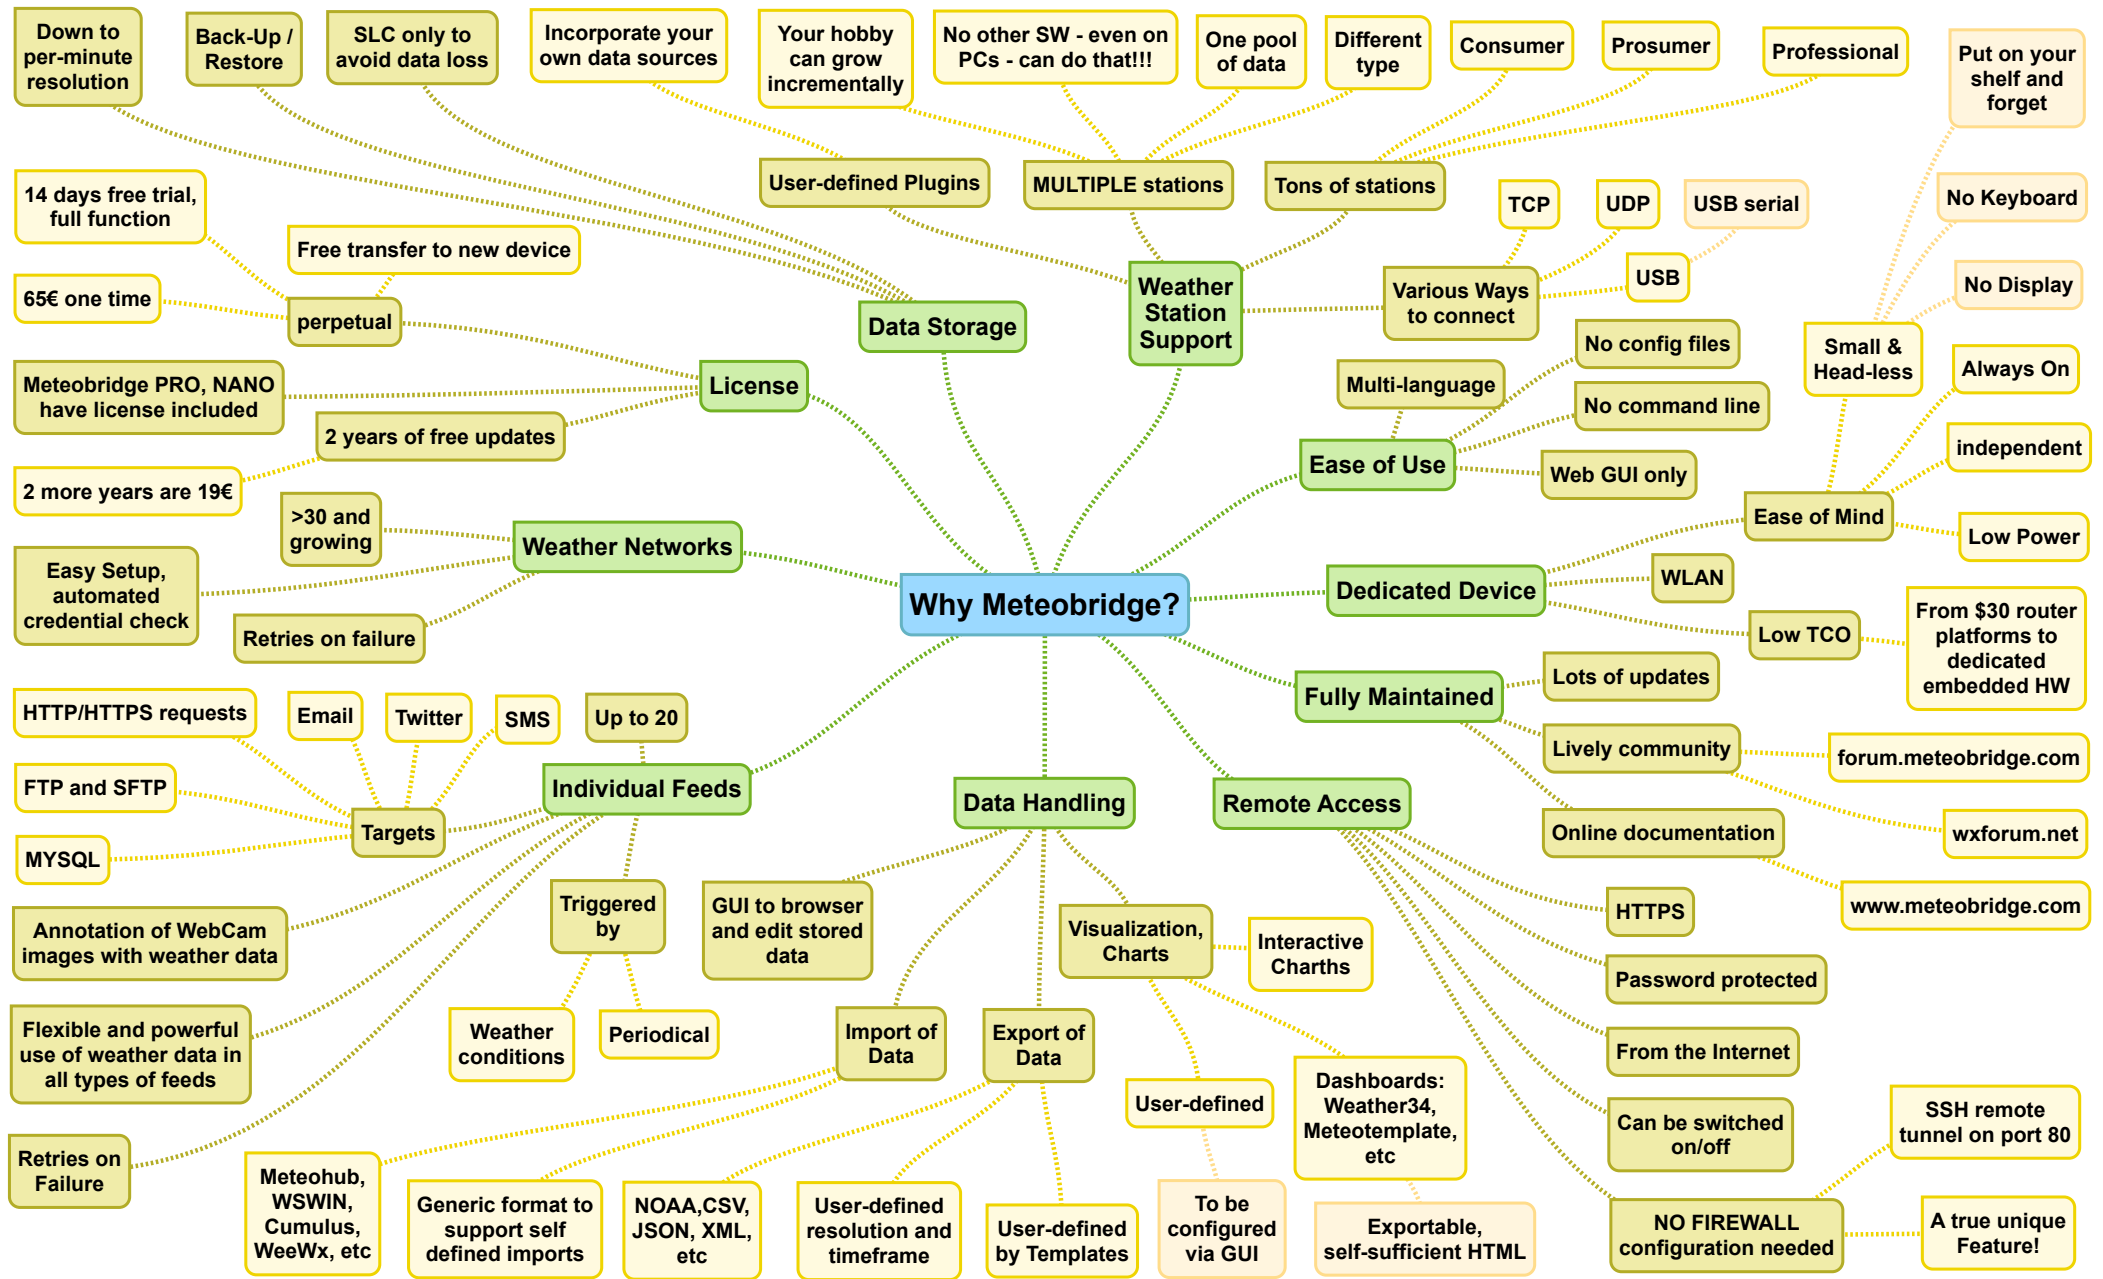 Down to
per-minute
resolution
Back-Up /
Restore
SLC only to
avoid data loss
Incorporate your
own data sources
Your hobby
can grow
incrementally
No other SW - even on
PCs - can do that!!!
One pool
of data
Different
type
Consumer
Prosumer
Professional
Put on your
shelf and
forget
14 days free trial,
full function
Free transfer to new device
65€ one time
perpetual
User-defined Plugins
MULTIPLE stations
Tons of stations
TCP
UDP
USB serial
USB
No Keyboard
No Display
Data Storage
Weather
Station
Support
Various Ways
to connect
Small &
Head-less
Meteobridge PRO, NANO
have license included
License
2 years of free updates
2 more years are 19€
Multi-language
No config files
No command line
Ease of Use
Web GUI only
Always On
independent
Ease of Mind
Low Power
>30 and
growing
Weather Networks
Easy Setup,
automated
credential check
Retries on failure
Why Meteobridge?
Dedicated Device
WLAN
Low TCO
From $30 router
platforms to
dedicated
embedded HW
Fully Maintained
Lots of updates
Lively community
forum.meteobridge.com
wxforum.net
Online documentation
www.meteobridge.com
HTTP/HTTPS requests
Email
Twitter
SMS
Up to 20
FTP and SFTP
Individual Feeds
MYSQL
Targets
Data Handling
Remote Access
Annotation of WebCam
images with weather data
Triggered
by
GUI to browser
and edit stored
data
Visualization,
Charts
Interactive
Charths
HTTPS
Password protected
Flexible and powerful
use of weather data in
all types of feeds
Weather
conditions
Periodical
Import of
Data
Export of
Data
From the Internet
User-defined
Dashboards:
Weather34,
Meteotemplate,
etc
Can be switched
on/off
SSH remote
tunnel on port 80
Retries on
Failure
Meteohub,
WSWIN,
Cumulus,
WeeWx, etc
Generic format to
support self
defined imports
NOAA,CSV,
JSON, XML,
etc
User-defined
resolution and
timeframe
User-defined
by Templates
To be
configured
via GUI
Exportable,
self-sufficient HTML
NO FIREWALL
configuration needed
A true unique
Feature!